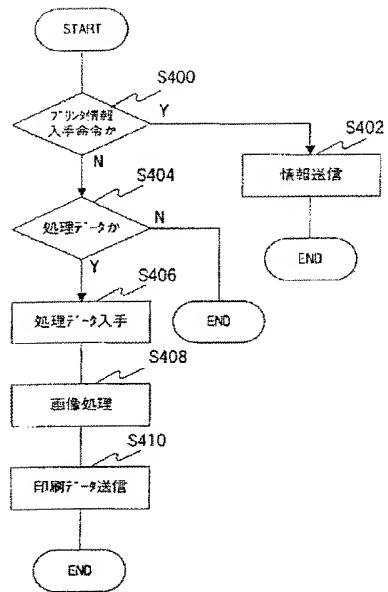 START
S400
プリンタ情報
入手命令か
Y
N
S402
情報送信
END
S404
処理データか
N
Y
END
S406
処理データ入手
S408
画像処理
S410
印刷データ送信
END